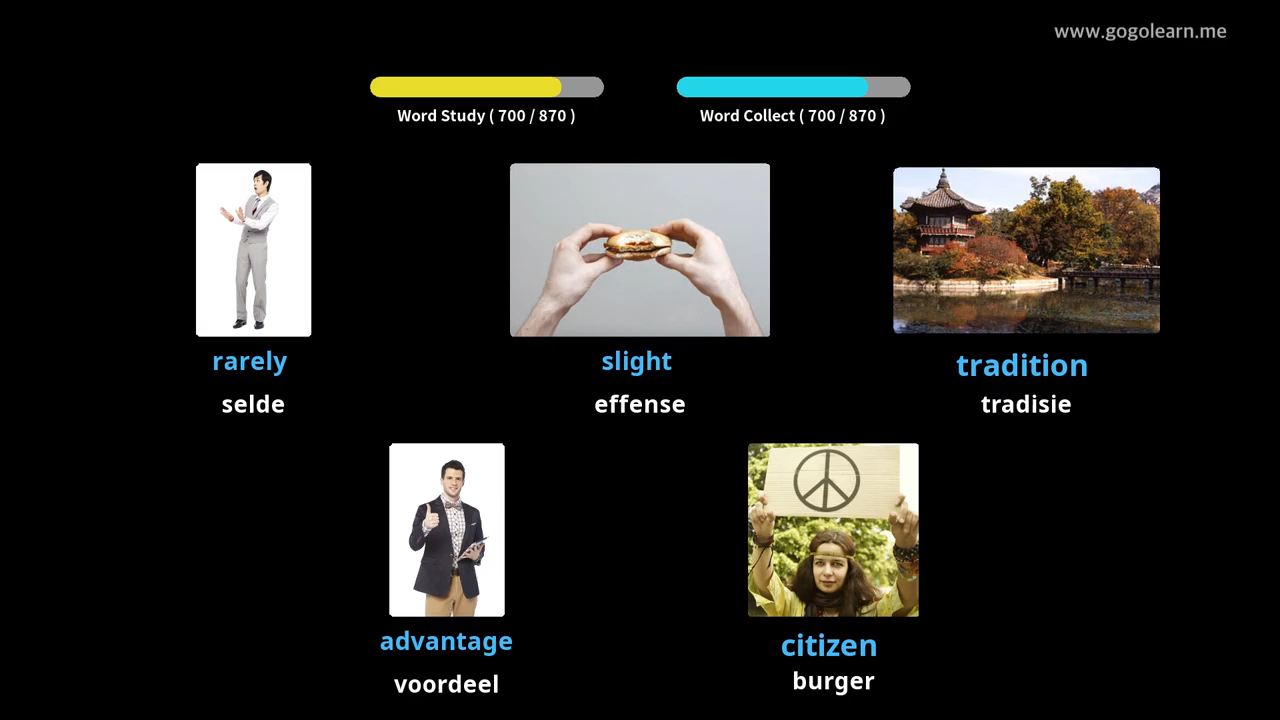 www.gogolearn.me
Word Study ( 700 / 870 )
Word Collect ( 700 / 870 )
rarely
selde
slight
effense
tradition
tradisie
advantage
voordeel
citizen
burger